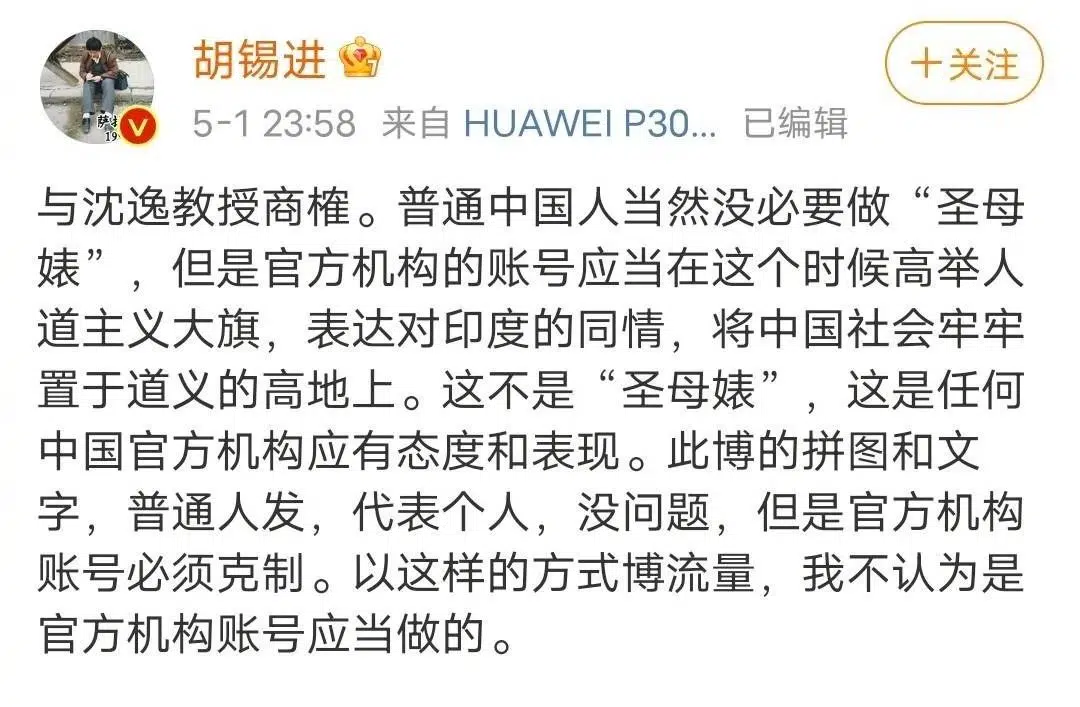 胡锡进
+关注
5-1 23:58 来自 HUAWEI P30... 已编辑
与沈逸教授商榷。普通中国人当然没必要做“圣母
婊”，但是官方机构的账号应当在这个时候高举人
道主义大旗，表达对印度的同情，将中国社会牢牢
置于道义的高地上。这不是“圣母婊”，这是任何
中国官方机构应有态度和表现。此博的拼图和文
字，普通人发，代表个人，没问题，但是官方机构
账号必须克制。以这样的方式博流量，我不认为是
官方机构账号应当做的。